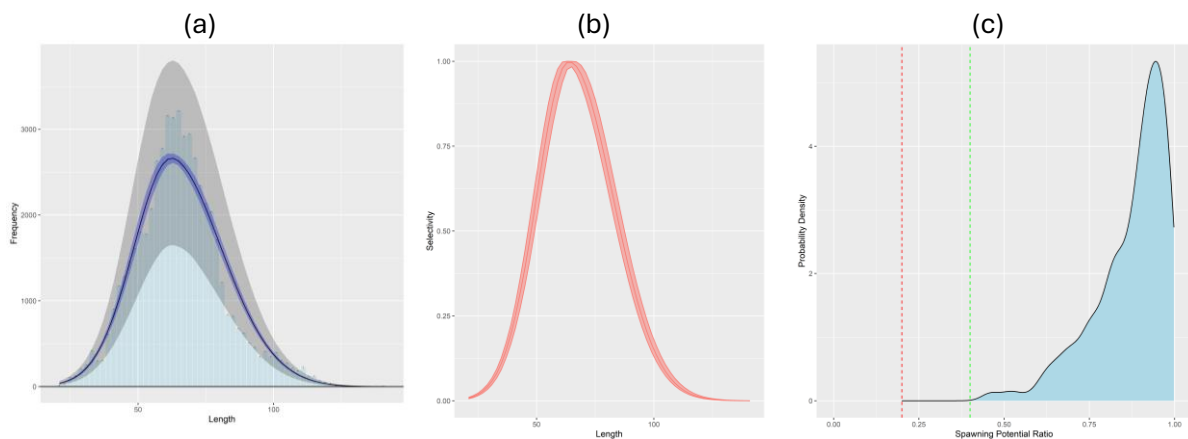 (a)
(b)
(c)
Frequency
3000
2000
1000
0
50
100
Length
Selectivity
1.00
0.75
0.50
0.25
0.00
50
100
Length
Probability Density
4
2
0
0.00
0.25
0.50
0.75
1.00
Spawning Potential Ratio